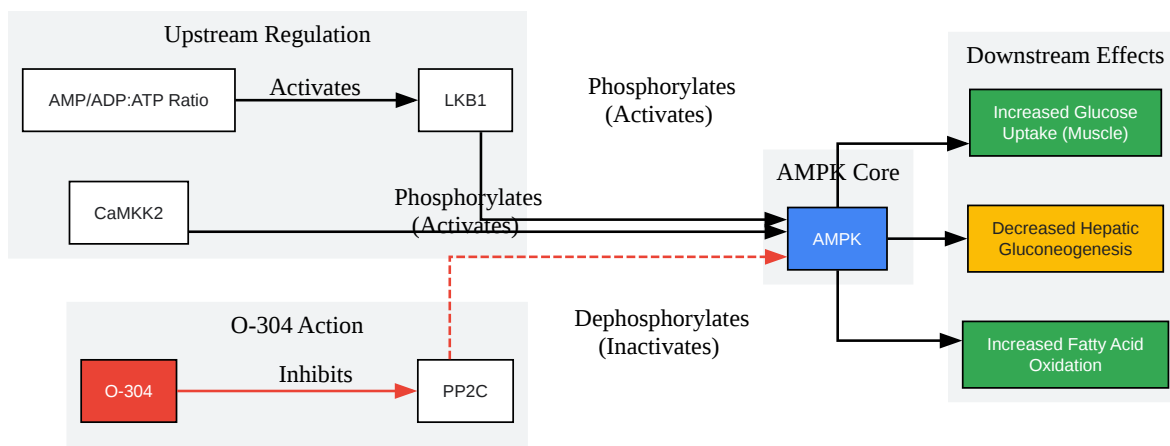 Upstream Regulation
AMP/ADP:ATP Ratio
Activates
LKB1
CaMKK2
Phosphorylates
(Activates)
Phosphorylates
(Activates)
AMPK Core
AMPK
Downstream Effects
Increased Glucose
Uptake (Muscle)
Decreased Hepatic
Gluconeogenesis
Increased Fatty Acid
Oxidation
O-304 Action
O-304
Inhibits
PP2C
Dephosphorylates
(Inactivates)